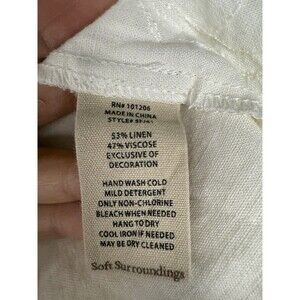 RN# 101206
MADE IN CHINA
STYLE#
53% LINEN
47% VISCOSE
EXCLUSIVE OF
DECORATION
HAND WASH COLD
MILD DETERGENT
ONLY NON-CHLORINE
BLEACH WHEN NEEDED
HANG TO DRY
COOL IRON IF NEEDED
MAY BE DRY CLEANED
Soft Surroundings